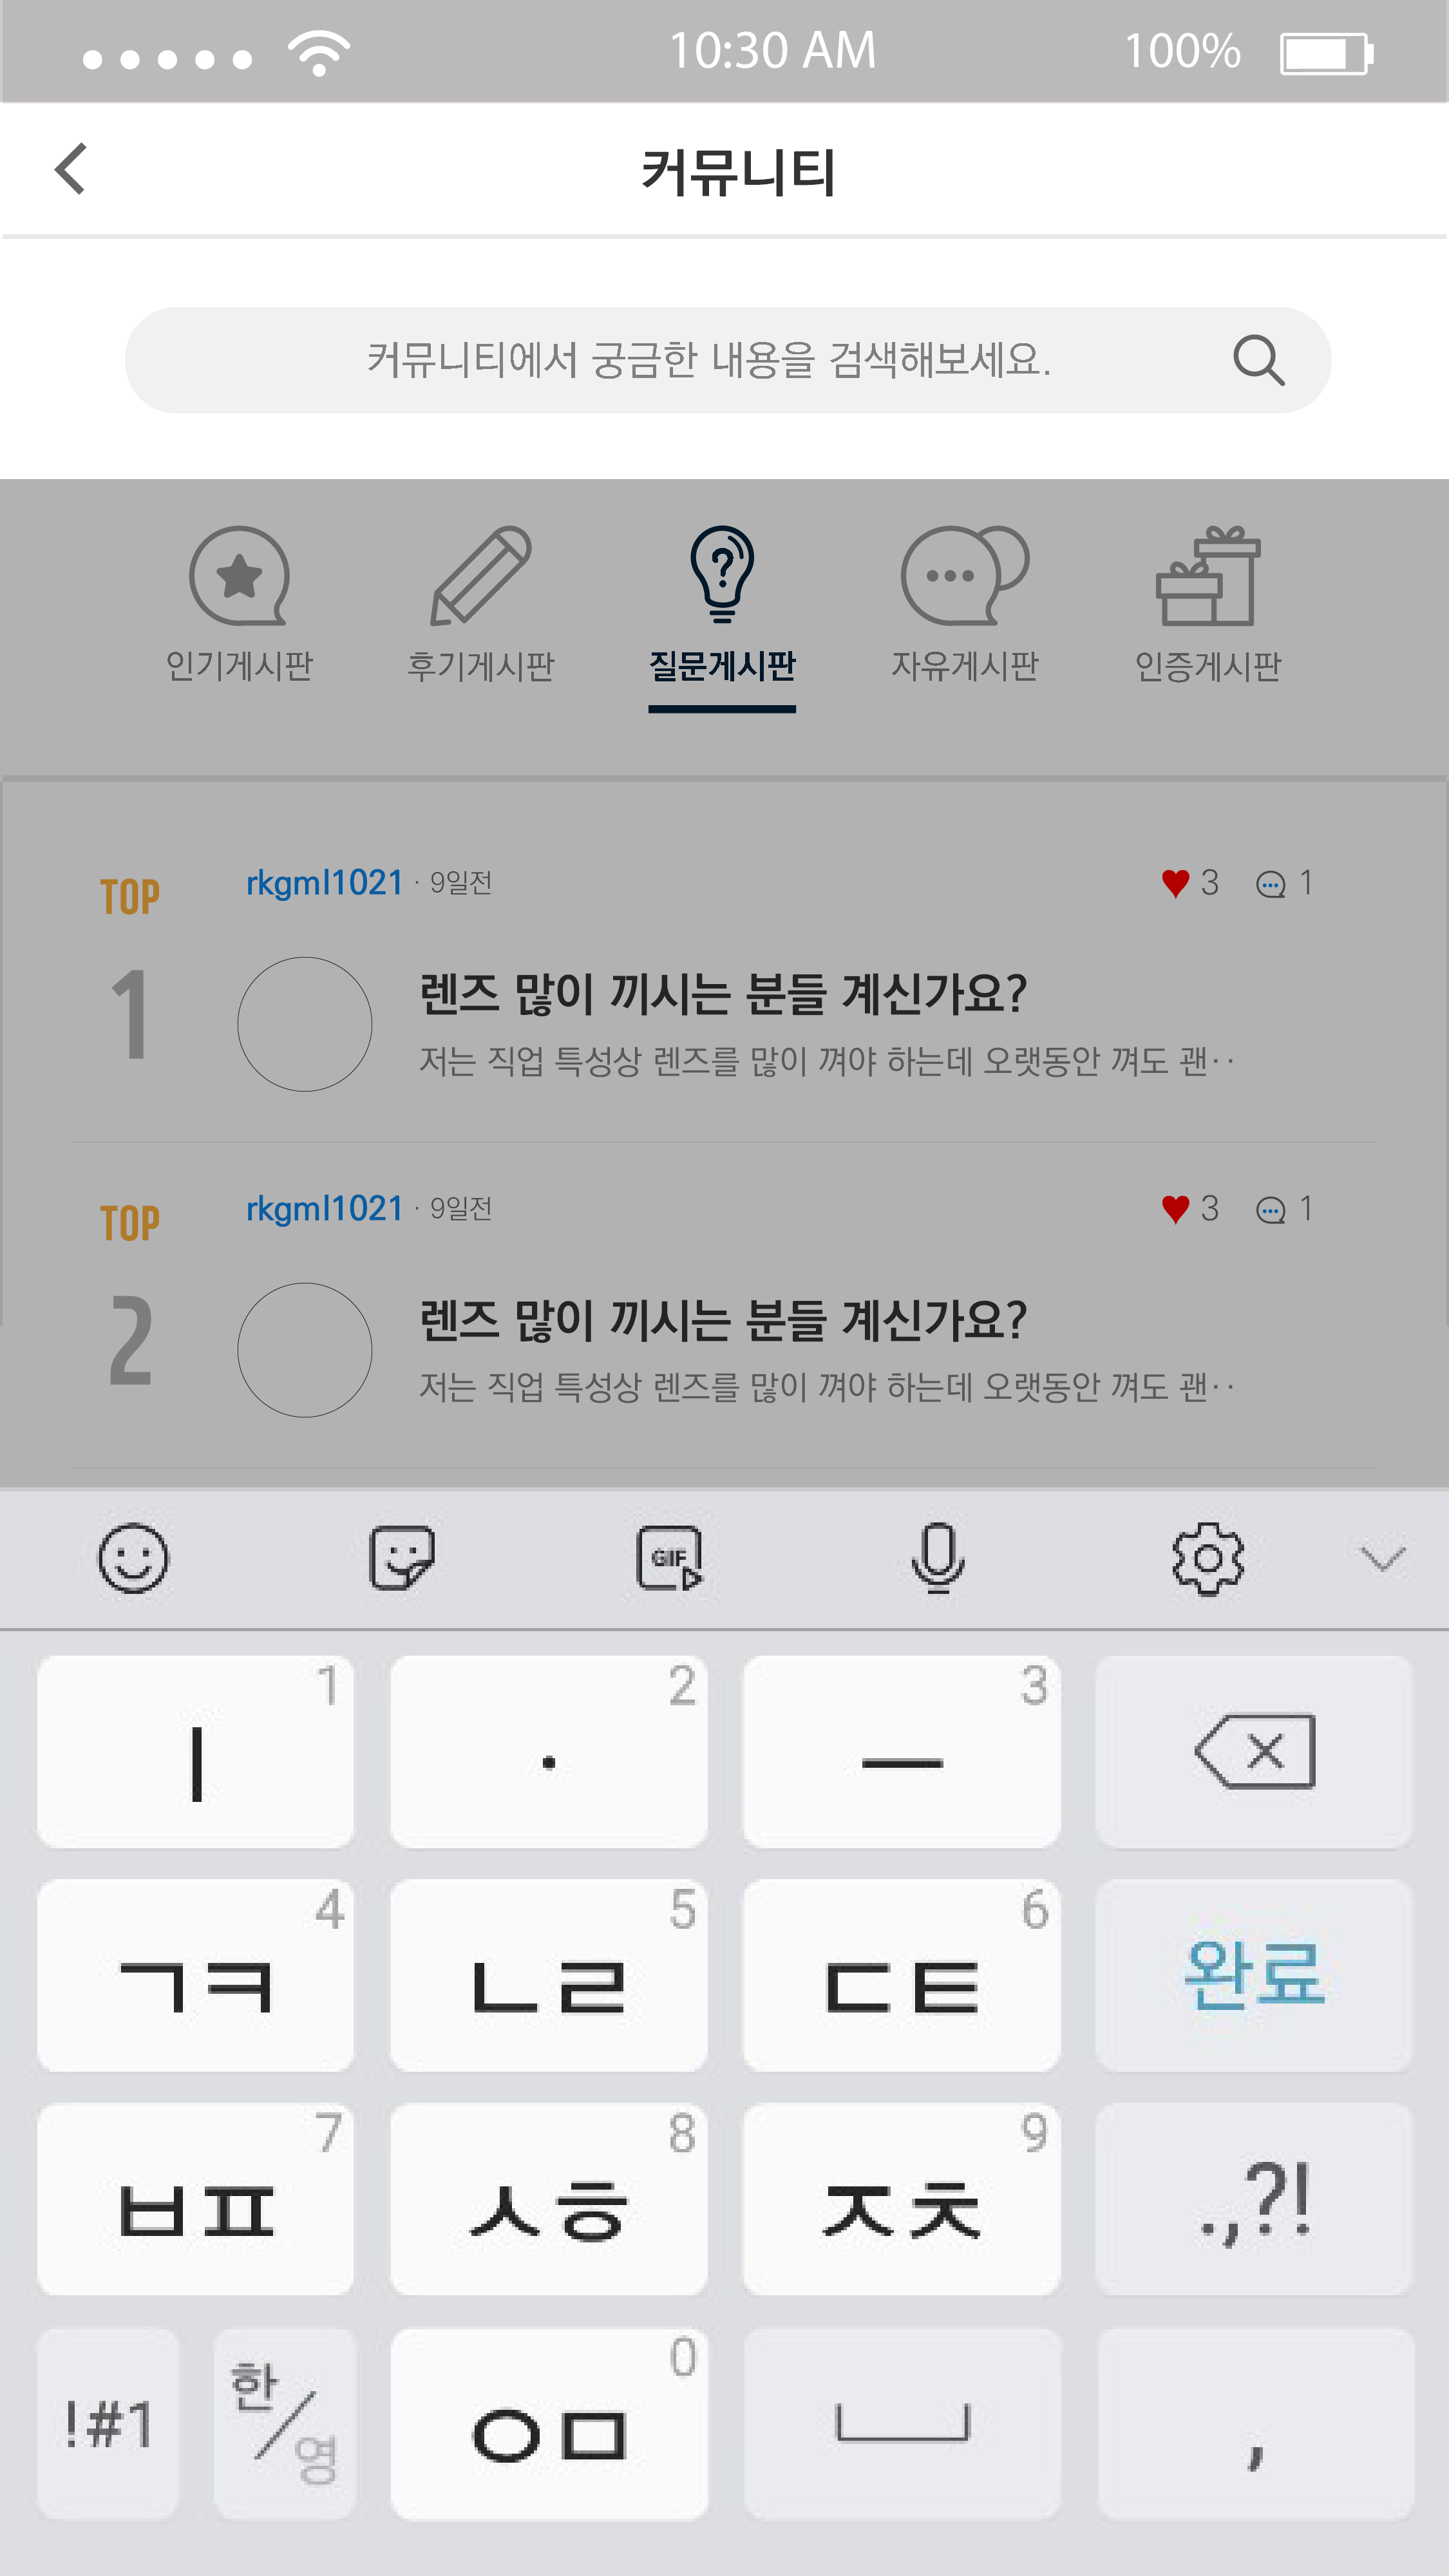 10:30 AM 100%
커뮤니티
커뮤니티에서 궁금한 내용을 검색해보세요.
인기게시판 후기게시판 질문게시판 자유게시판 인증게시판
TOP rkgml1021 · 9일전 3 1
1 렌즈 많이 끼시는 분들 계신가요?
저는 직업 특성상 렌즈를 많이 껴야 하는데 오랫동안 껴도 괜··
TOP rkgml1021 · 9일전 3 1
2 렌즈 많이 끼시는 분들 계신가요?
저는 직업 특성상 렌즈를 많이 껴야 하는데 오랫동안 껴도 괜··
GIF
ㅣ 1 · 2 ㅡ 3
ㄱㅋ 4 ㄴㄹ 5 ㄷㅌ 6 완료
ㅂㅍ 7 ㅅㅎ 8 ㅈㅊ 9 .,?!
!#1 한/영 ㅇㅁ 0 ,